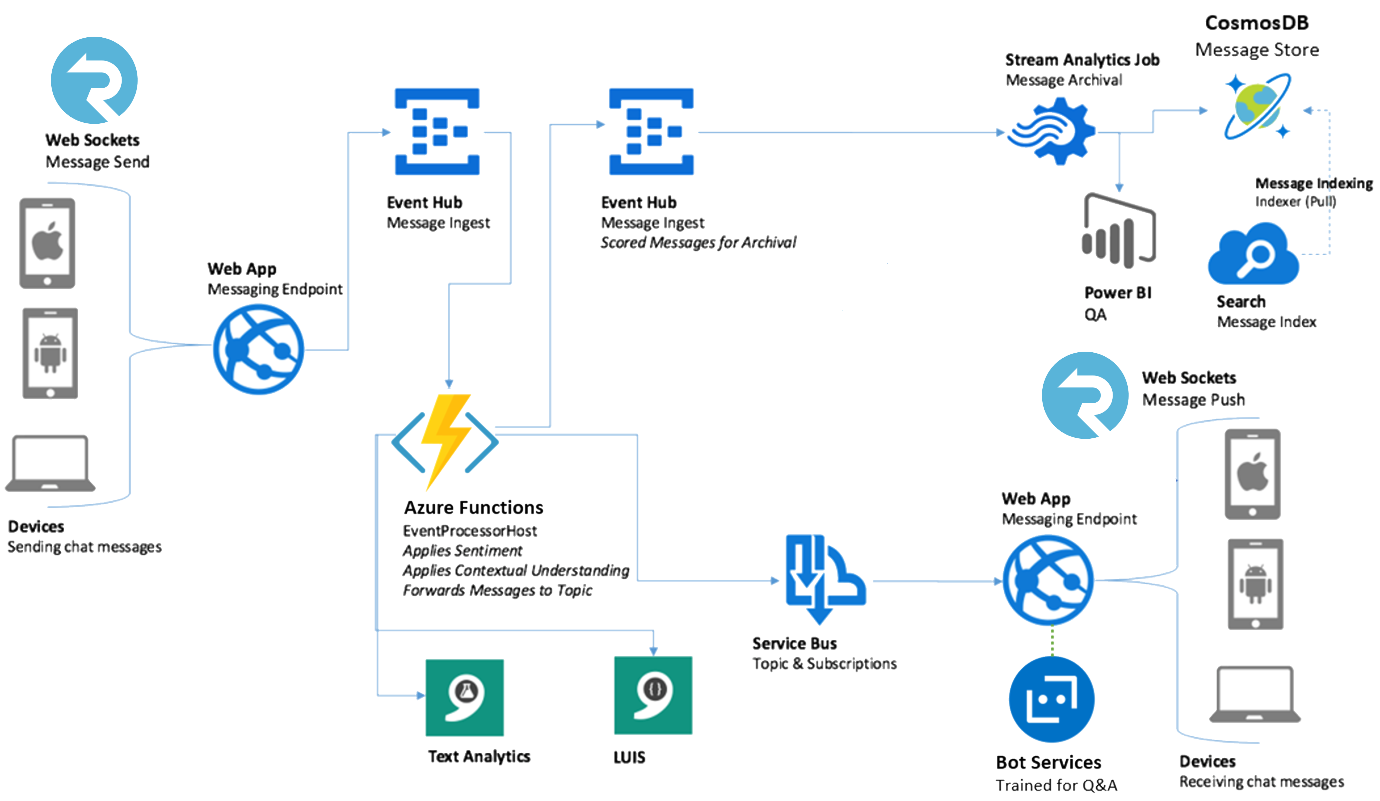 CosmosDB
Message Store
Stream Analytics Job
Message Archival
Web Sockets
Message Send
Event Hub
Message Ingest
Event Hub
Message Ingest
Scored Messages for Archival
Message Indexing
Indexer (Pull)
Web App
Messaging Endpoint
Power BI
QA
Search
Message Index
Web Sockets
Message Push
Devices
Sending chat messages
Azure Functions
EventProcessorHost
Applies Sentiment
Applies Contextual Understanding
Forwards Messages to Topic
Web App
Messaging Endpoint
Service Bus
Topic & Subscriptions
Text Analytics
LUIS
Bot Services
Trained for Q&A
Devices
Receiving chat messages